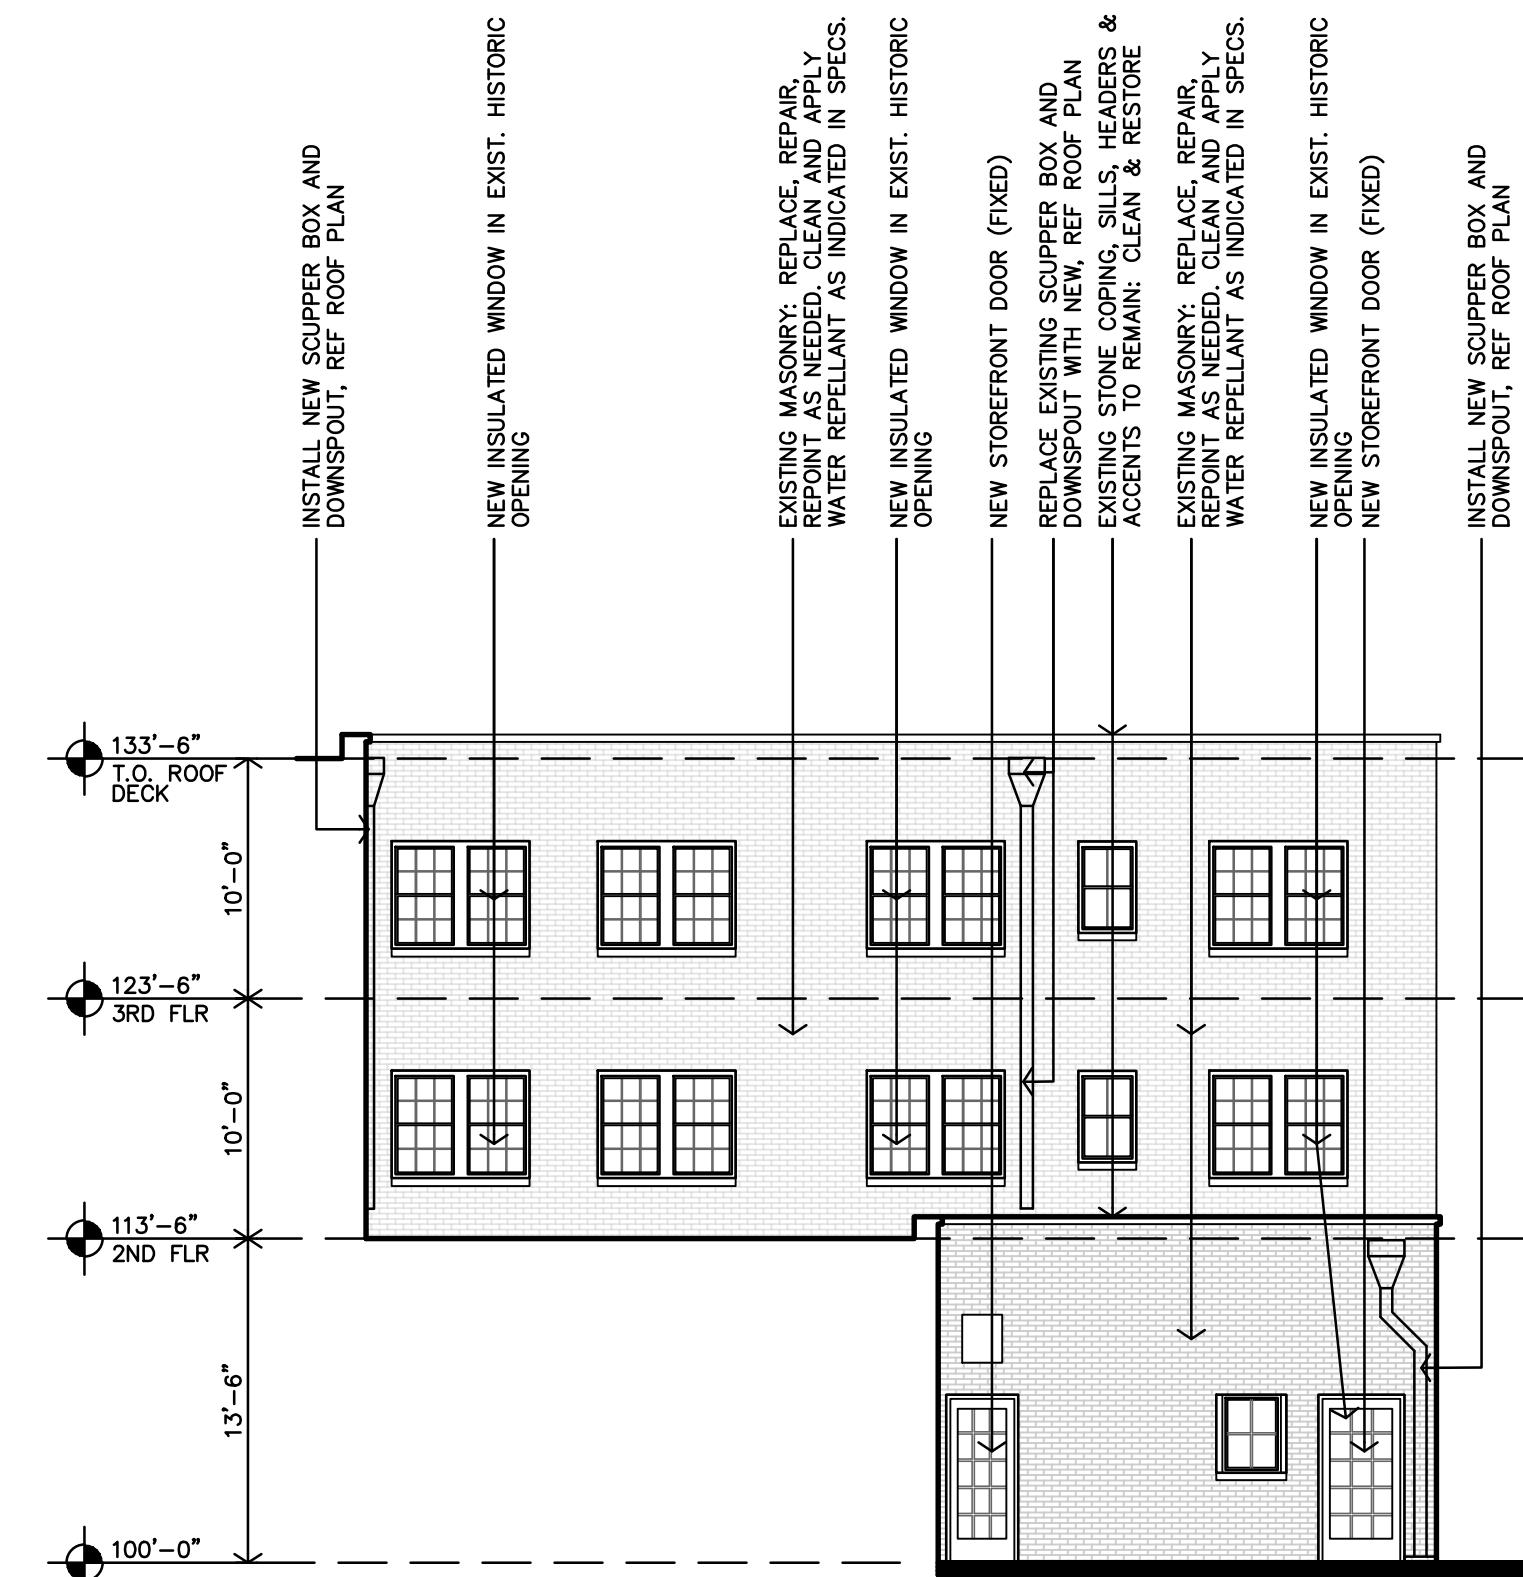 INSTALL NEW SCUPPER BOX AND
DOWNSPOUT, REF ROOF PLAN
NEW INSULATED WINDOW IN EXIST. HISTORIC
OPENING
EXISTING MASONRY: REPLACE, REPAIR,
REPOINT AS NEEDED. CLEAN AND APPLY
WATER REPELLANT AS INDICATED IN SPECS.
NEW INSULATED WINDOW IN EXIST. HISTORIC
OPENING
NEW STOREFRONT DOOR (FIXED)
REPLACE EXISTING SCUPPER BOX AND
DOWNSPOUT WITH NEW, REF ROOF PLAN
EXISTING STONE COPING, SILLS, HEADERS &
ACCENTS TO REMAIN: CLEAN & RESTORE
EXISTING MASONRY: REPLACE, REPAIR,
REPOINT AS NEEDED. CLEAN AND APPLY
WATER REPELLANT AS INDICATED IN SPECS.
NEW INSULATED WINDOW IN EXIST. HISTORIC
OPENING
NEW STOREFRONT DOOR (FIXED)
INSTALL NEW SCUPPER BOX AND
DOWNSPOUT, REF ROOF PLAN
133'-6"
T.O. ROOF
DECK
10'-0"
123'-6"
3RD FLR
10'-0"
113'-6"
2ND FLR
13'-6"
100'-0"